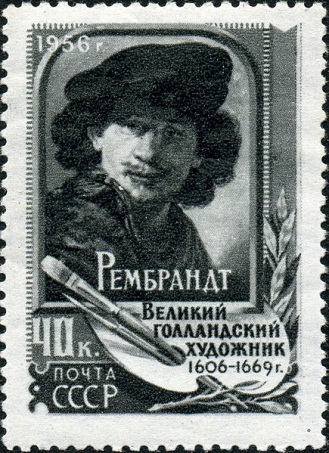 1956 г.
РЕМБРАНДТ
ВЕЛИКИЙ
ГОЛЛАНДСКИЙ
ХУДОЖНИК
1606–1669 г.
40 к.
ПОЧТА
СССР